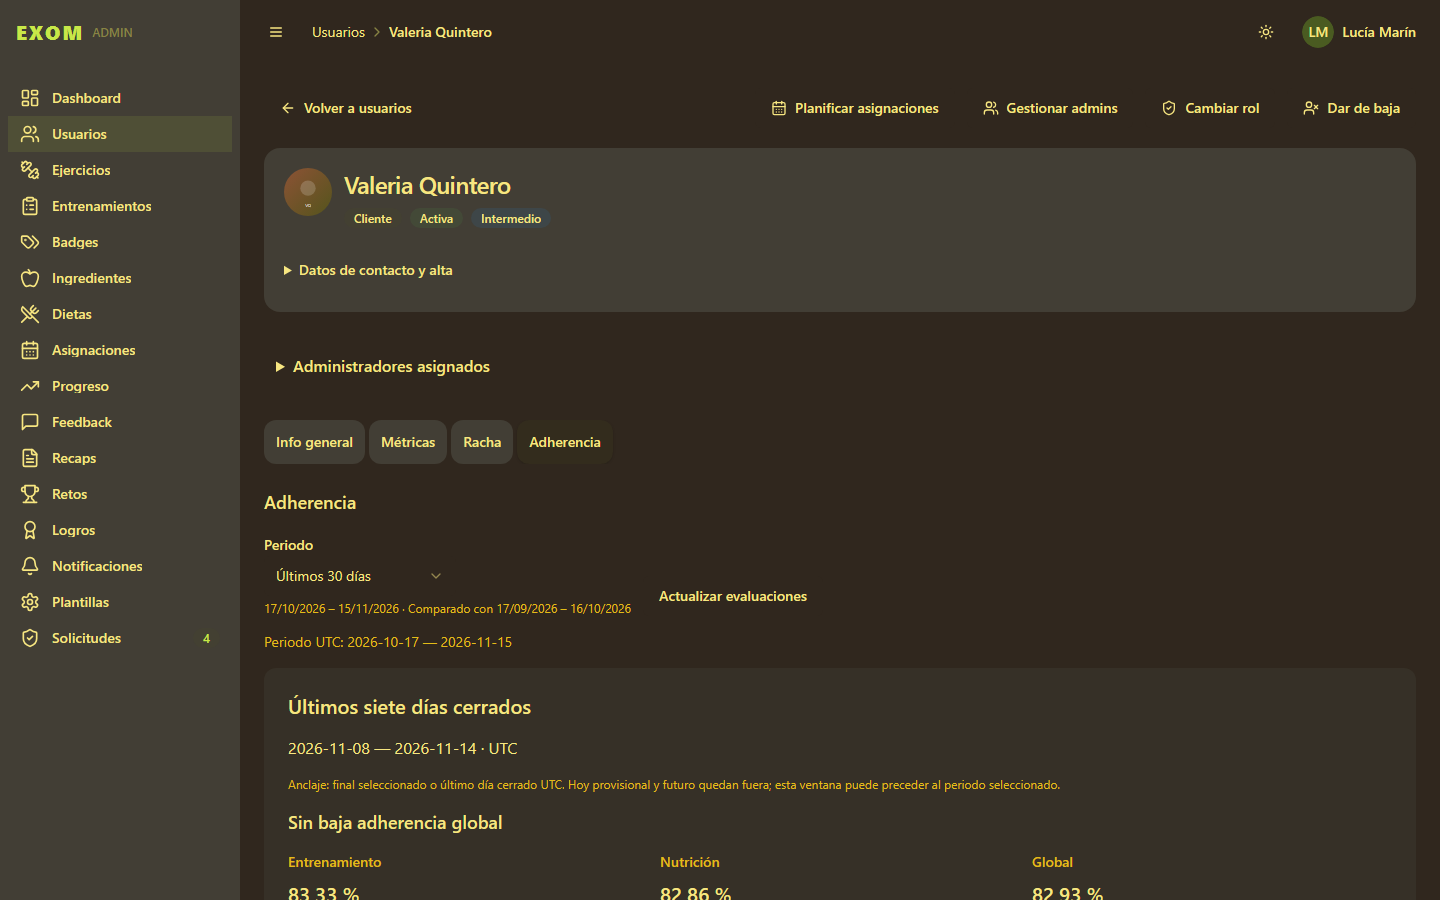 EXOM ADMIN
Usuarios
Valeria Quintero
LM
Lucía Marín
Dashboard
Usuarios
Ejercicios
Entrenamientos
Badges
Ingredientes
Dietas
Asignaciones
Progreso
Feedback
Recaps
Retos
Logros
Notificaciones
Plantillas
Solicitudes 4
Volver a usuarios
Planificar asignaciones
Gestionar admins
Cambiar rol
Dar de baja
Valeria Quintero
Cliente
Activa
Intermedio
Datos de contacto y alta
Administradores asignados
Info general
Métricas
Racha
Adherencia
Adherencia
Periodo
Últimos 30 días
17/10/2026 – 15/11/2026 · Comparado con 17/09/2026 – 16/10/2026
Actualizar evaluaciones
Periodo UTC: 2026-10-17 — 2026-11-15
Últimos siete días cerrados
2026-11-08 — 2026-11-14 · UTC
Anclaje: final seleccionado o último día cerrado UTC. Hoy provisional y futuro quedan fuera; esta ventana puede preceder al periodo seleccionado.
Sin baja adherencia global
Entrenamiento
Nutrición
Global
83,33 %
82,86 %
82,93 %